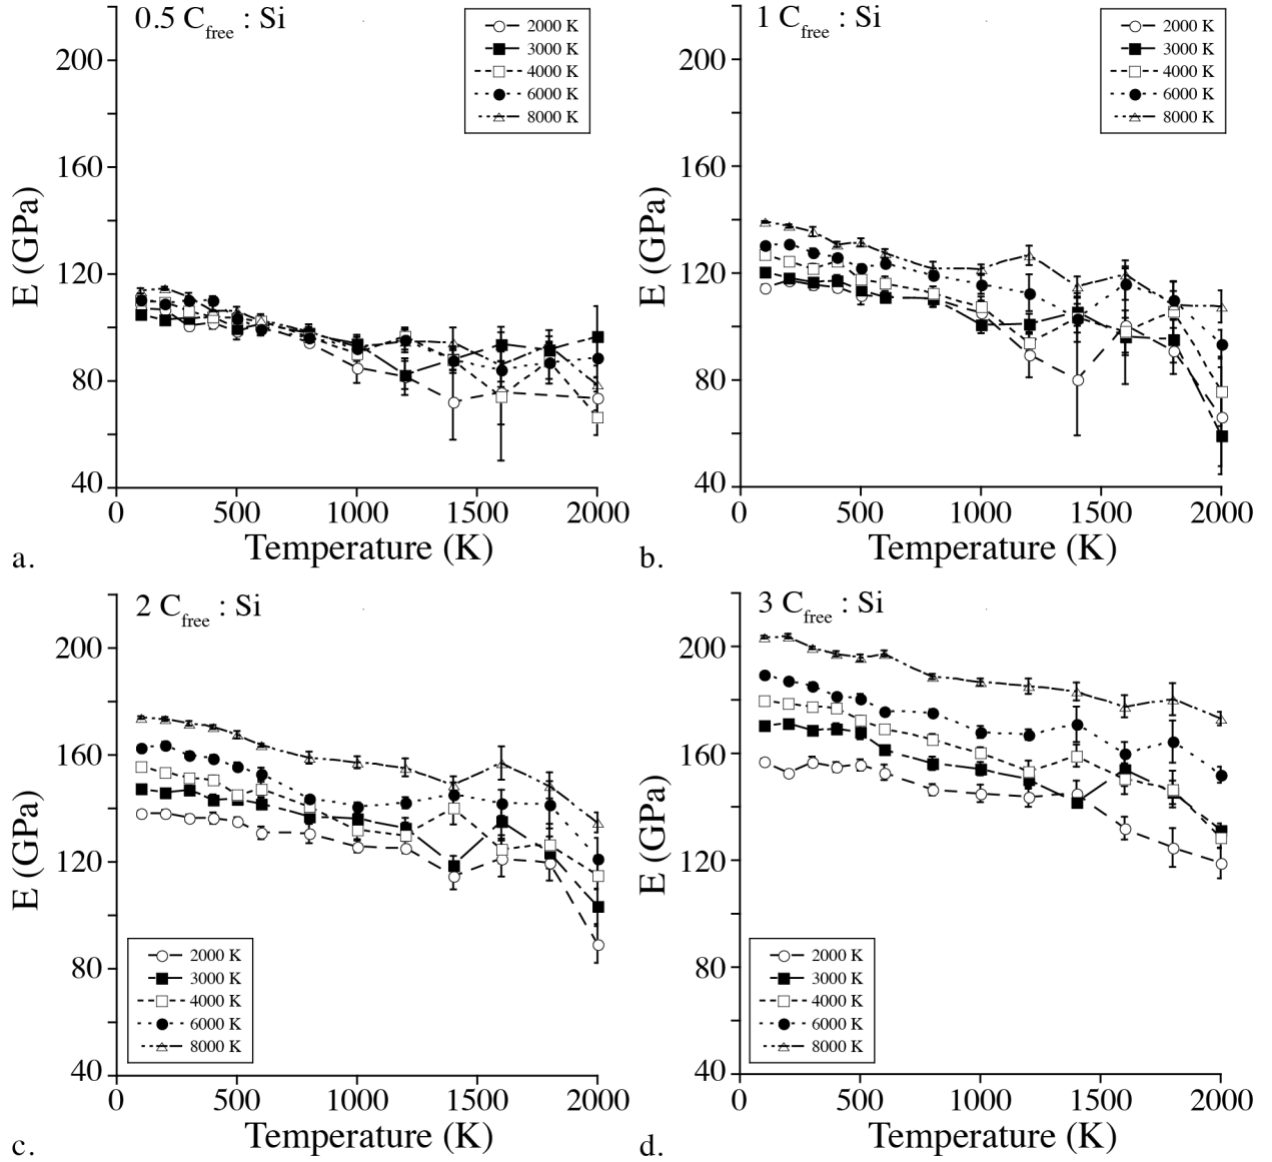 0.5 C_free : Si
2000 K
3000 K
4000 K
6000 K
8000 K
200
160
120
80
40
E (GPa)
0 500 1000 1500 2000
Temperature (K)
a.
1 C_free : Si
2000 K
3000 K
4000 K
6000 K
8000 K
200
160
120
80
40
E (GPa)
0 500 1000 1500 2000
Temperature (K)
b.
2 C_free : Si
200
160
120
80
40
E (GPa)
2000 K
3000 K
4000 K
6000 K
8000 K
0 500 1000 1500 2000
Temperature (K)
c.
3 C_free : Si
200
160
120
80
40
E (GPa)
2000 K
3000 K
4000 K
6000 K
8000 K
0 500 1000 1500 2000
Temperature (K)
d.